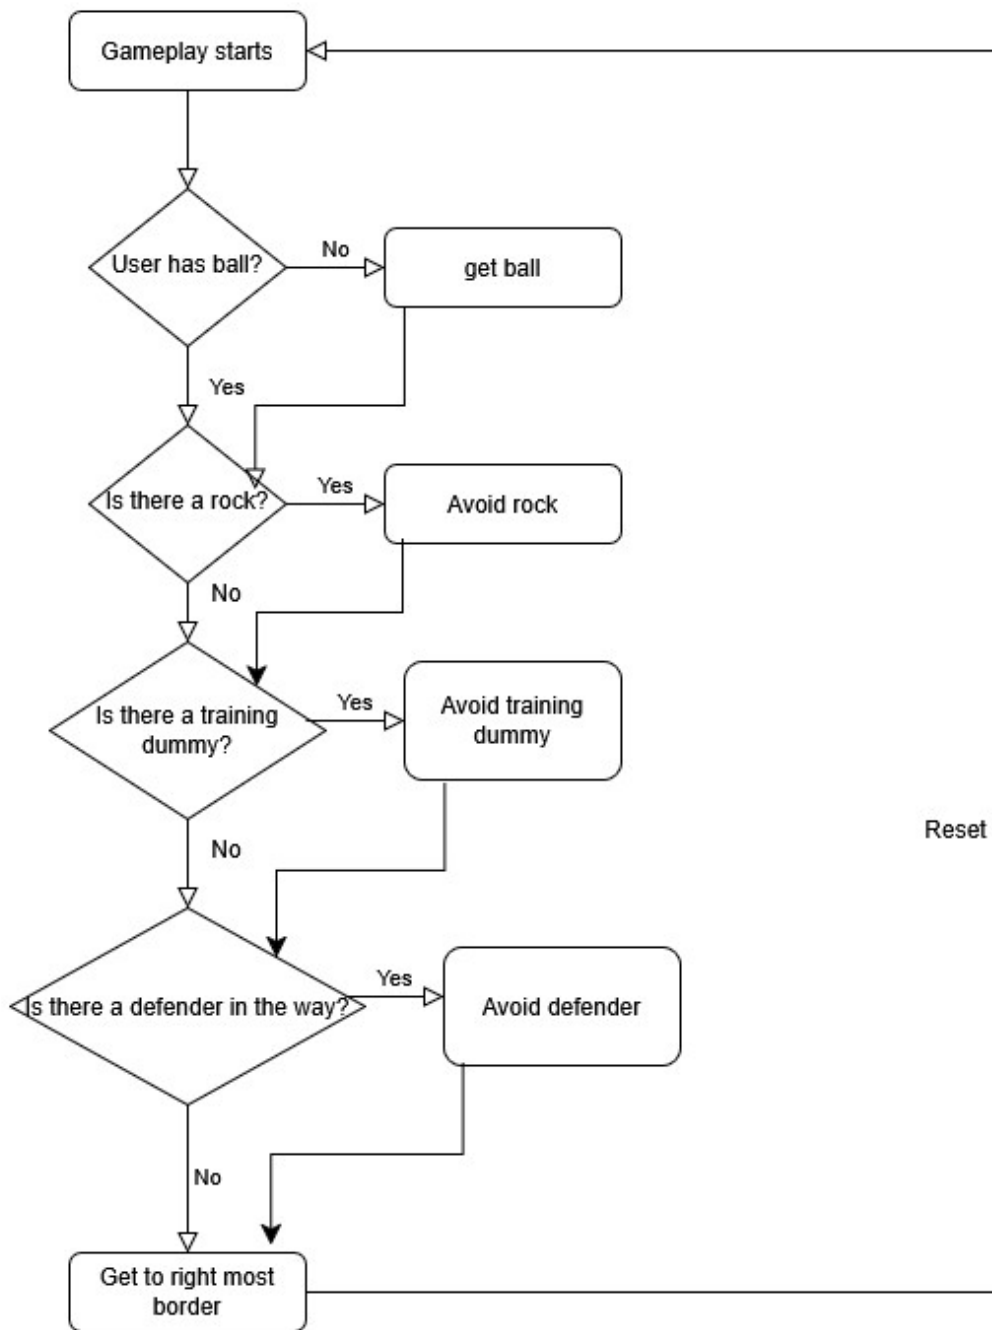 Gameplay starts
User has ball?
No
get ball
Yes
Is there a rock?
Yes
Avoid rock
No
Is there a training
dummy?
Yes
Avoid training
dummy
Reset
No
Is there a defender in the way?
Yes
Avoid defender
No
Get to right most
border